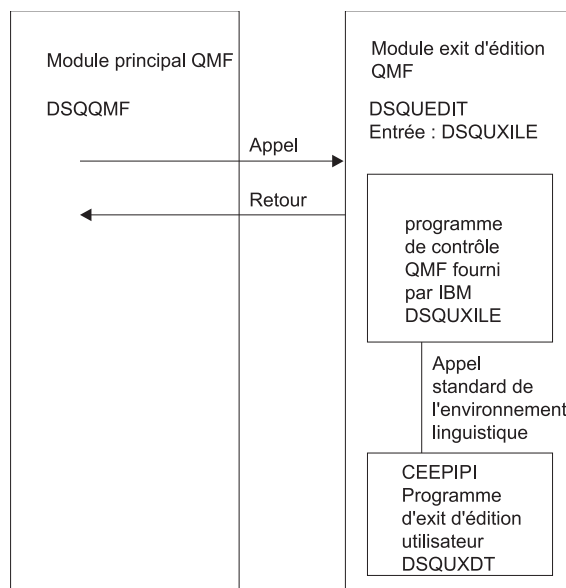 Module principal QMF
DSQQMF
Appel
Retour
Module exit d'édition
QMF
DSQUEDIT
Entrée : DSQUXILE
programme
de contrôle
QMF fourni
par IBM
DSQUXILE
Appel
standard de
l'environnement
linguistique
CEEPIPI
Programme
d'exit d'édition
utilisateur
DSQUXDT